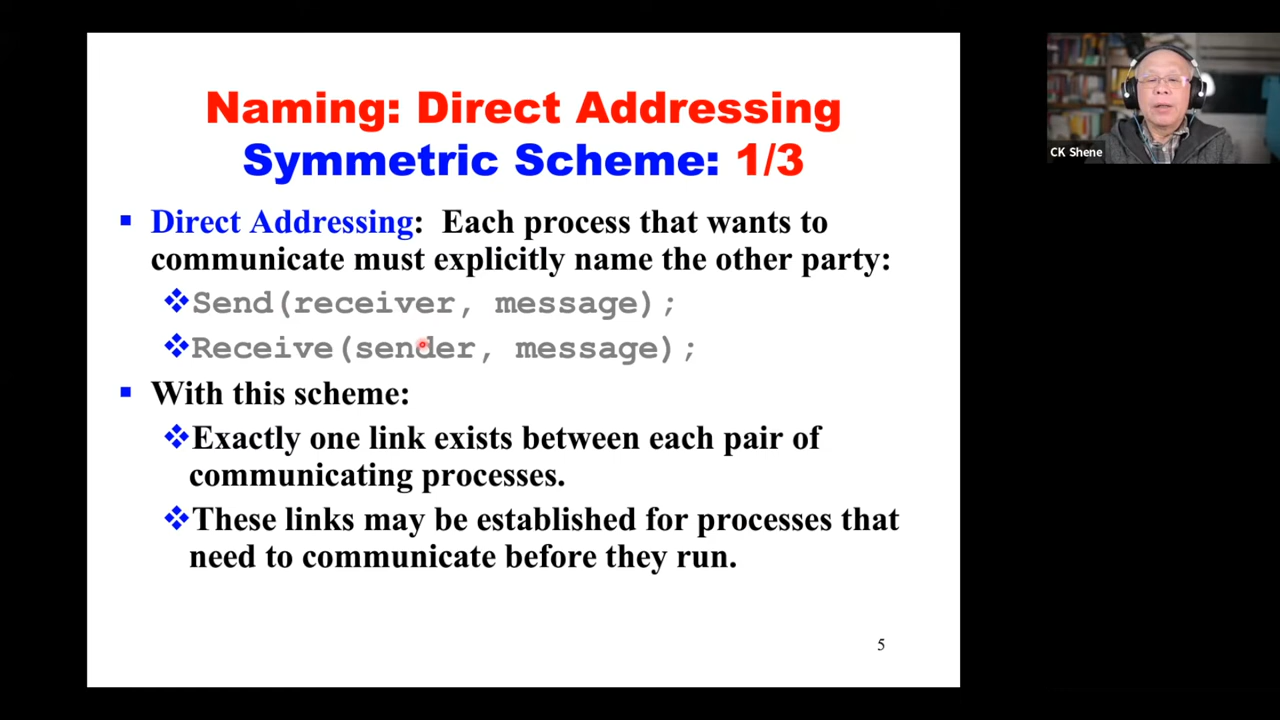 Naming: Direct Addressing
Symmetric Scheme: 1/3
Direct Addressing: Each process that wants to
communicate must explicitly name the other party:
Send(receiver, message);
Receive(sender, message);
With this scheme:
Exactly one link exists between each pair of
communicating processes.
These links may be established for processes that
need to communicate before they run.
5
CK Shene